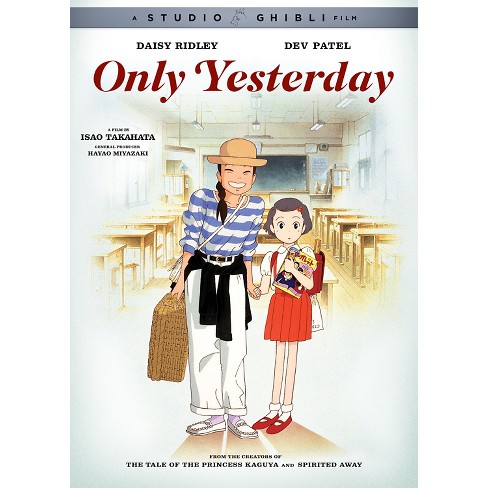 A STUDIO GHIBLI FILM
DAISY RIDLEY DEV PATEL
Only Yesterday
A FILM BY
ISAO TAKAHATA
GENERAL PRODUCER
HAYAO MIYAZAKI
FROM THE CREATORS OF
THE TALE OF THE PRINCESS KAGUYA AND SPIRITED AWAY